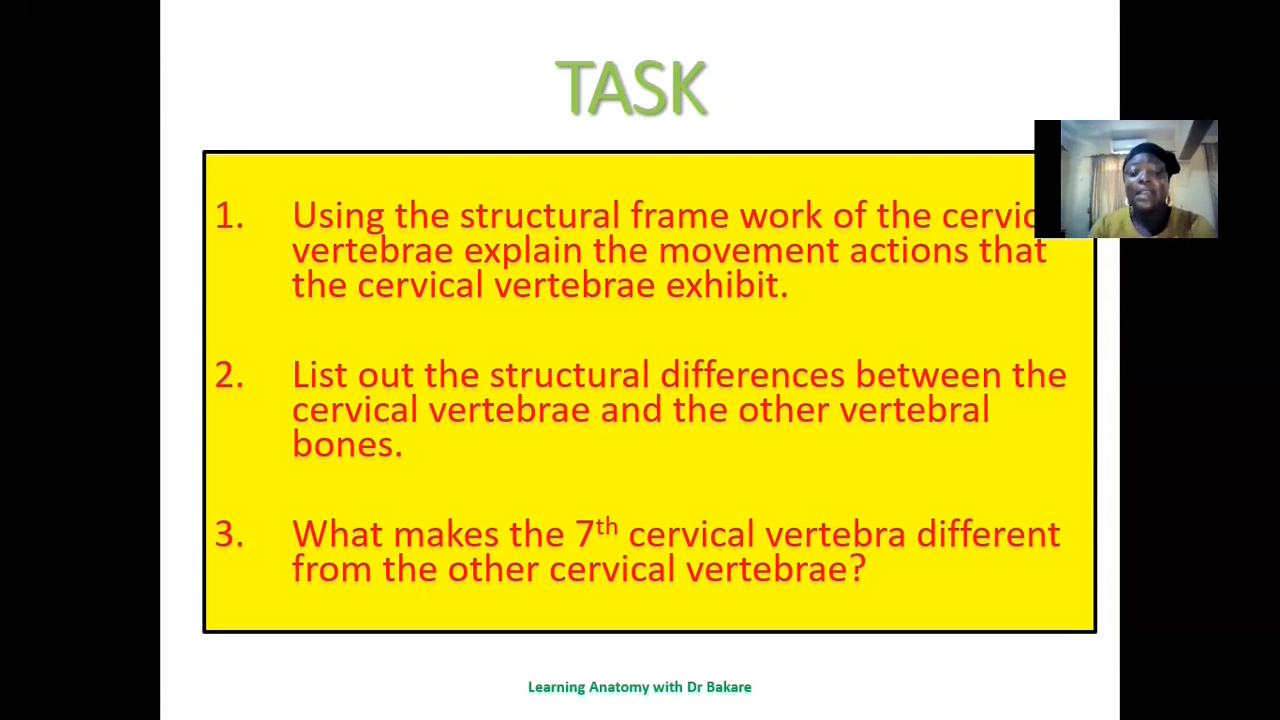 TASK
1. Using the structural frame work of the
vertebrae explain the movement actions that
the cervical vertebrae exhibit.
2. List out the structural differences between the
cervical vertebrae and the other vertebral
bones.
3. What makes the 7th cervical vertebra different
from the other cervical vertebrae?
Learning Anatomy with Dr Bakare